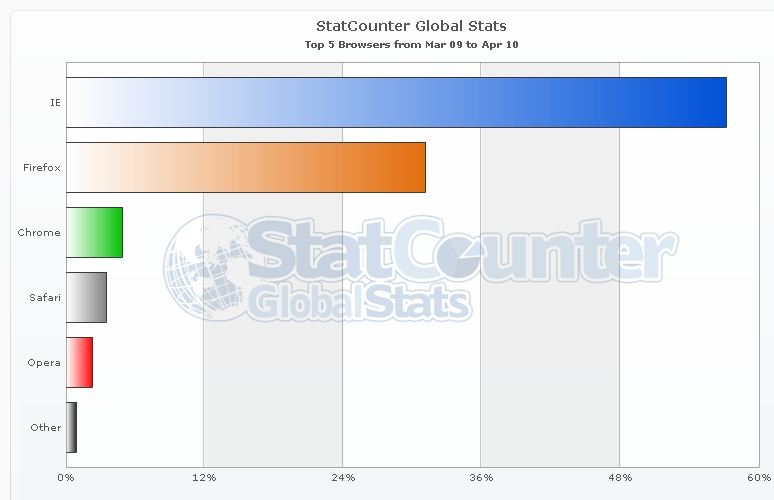 StatCounter Global Stats
Top 5 Browsers from Mar 09 to Apr 10
IE
Firefox
Chrome
StatCounter
GlobalStats
Safari
Opera
Other
0% 12% 24% 36% 48% 60%